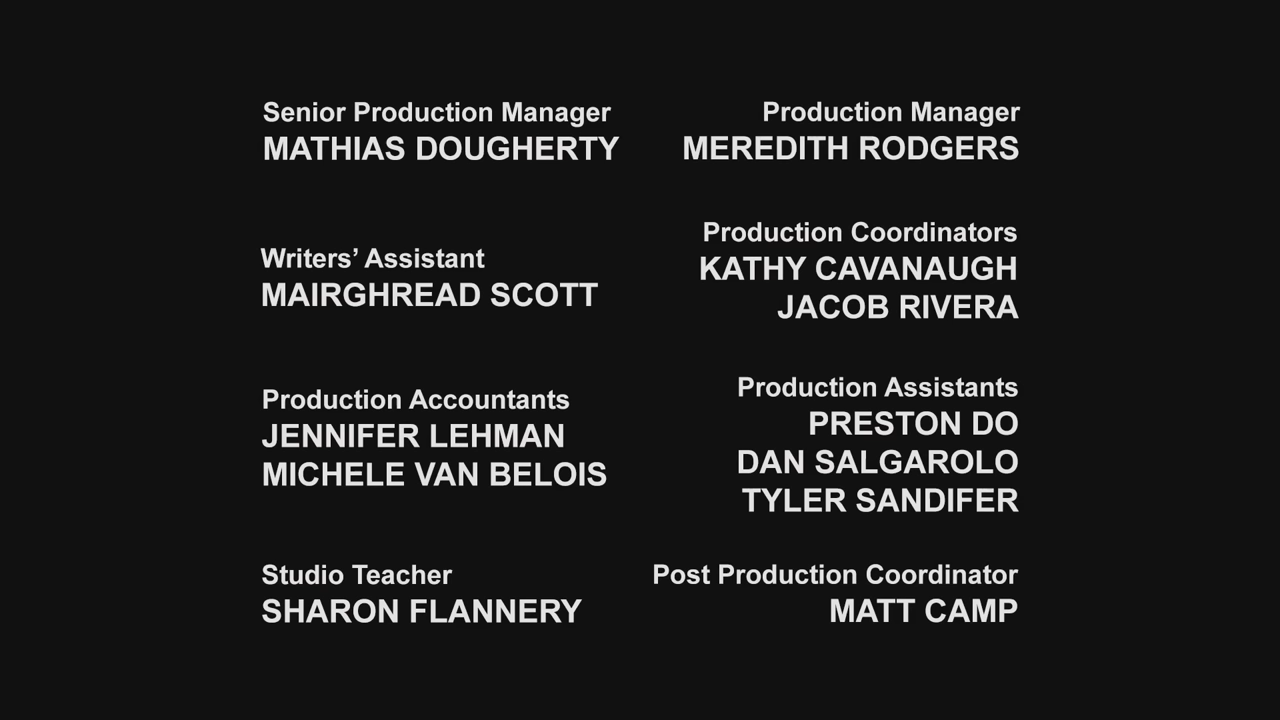 Senior Production Manager
MATHIAS DOUGHERTY
Production Manager
MEREDITH RODGERS
Writers’ Assistant
MAIRGHREAD SCOTT
Production Coordinators
KATHY CAVANAUGH
JACOB RIVERA
Production Accountants
JENNIFER LEHMAN
MICHELE VAN BELOIS
Production Assistants
PRESTON DO
DAN SALGAROLO
TYLER SANDIFER
Studio Teacher
SHARON FLANNERY
Post Production Coordinator
MATT CAMP